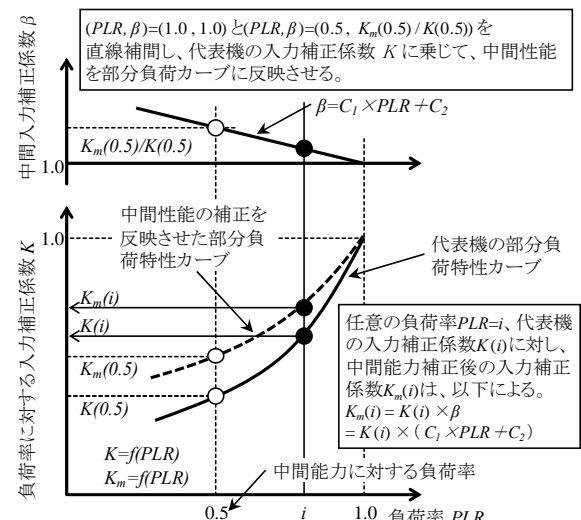 (PLR, β)=(1.0 , 1.0) と(PLR, β)=(0.5, Km(0.5) / K(0.5)) を
直線補間し、代表機の入力補正係数 K に乗じて、中間性能
を部分負荷カーブに反映させる。
中間入力補正係数 β
β=C1×PLR+C2
Km(0.5)/K(0.5)
1.0
負荷率に対する入力補正係数 K
1.0
中間性能の補正を
反映させた部分負
荷特性カーブ
代表機の部分負
荷特性カーブ
Km(i)
K(i)
Km(0.5)
K(0.5)
任意の負荷率PLR=i、代表機
の入力補正係数K(i)に対し、
中間能力補正後の入力補正
係数Km(i)は、以下による。
Km(i) = K(i) ×β
= K(i) × ( C1×PLR+C2)
K=f(PLR)
Km=f(PLR)
中間能力に対する負荷率
0.5
i
1.0
負荷率 PLR